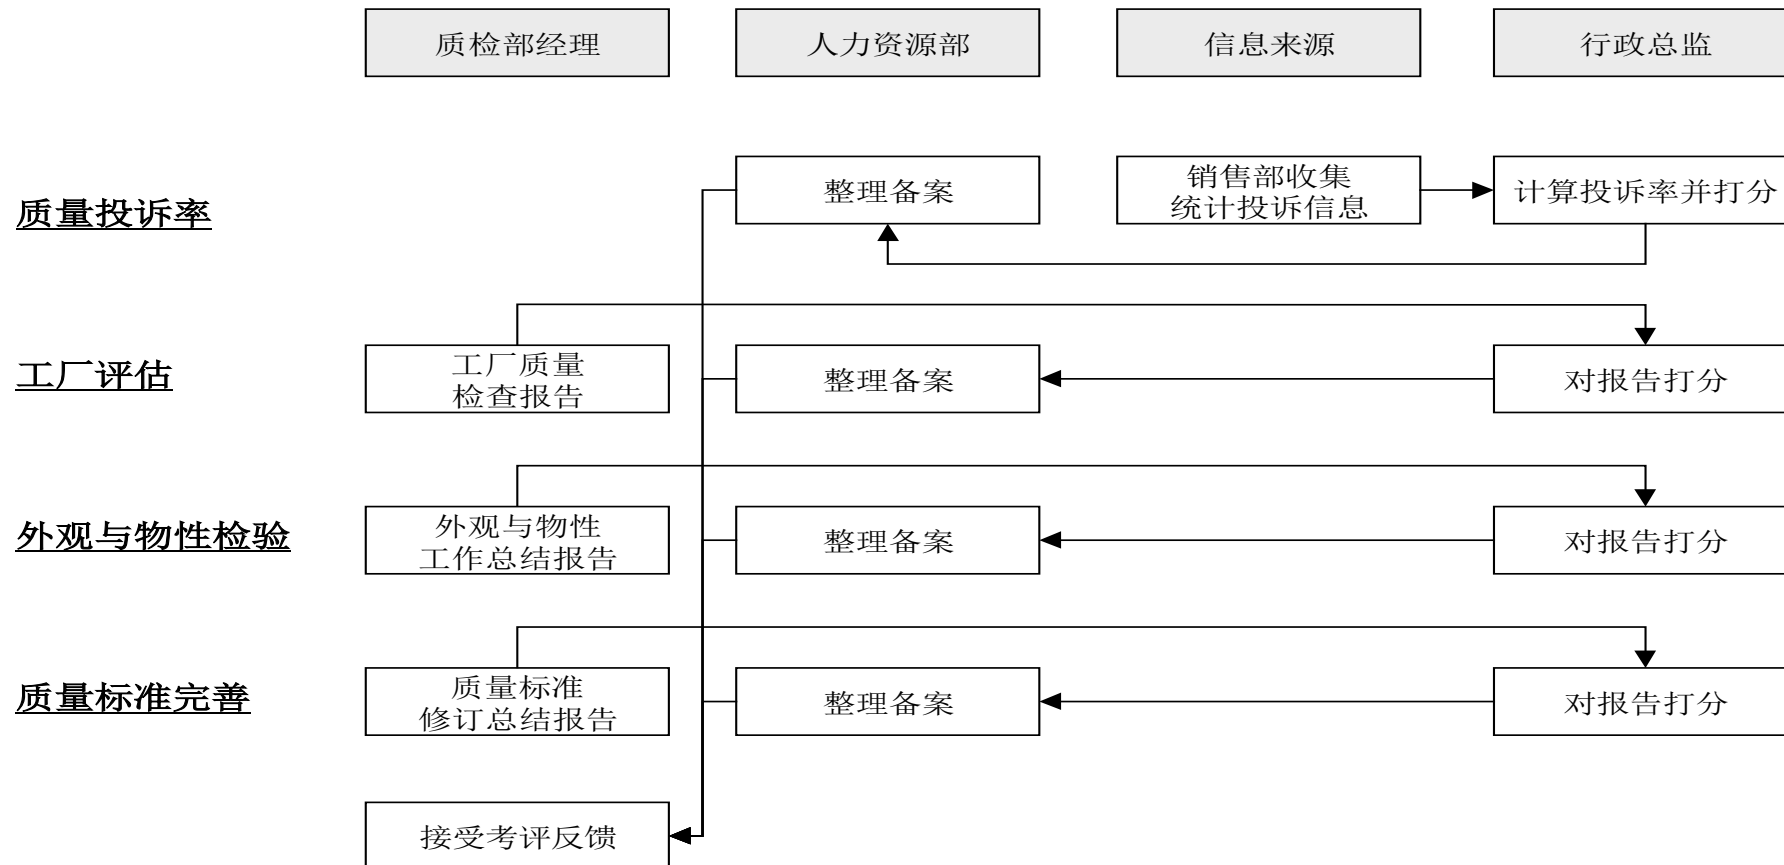 质检部经理
人力资源部
信息来源
行政总监
质量投诉率
整理备案
销售部收集
统计投诉信息
计算投诉率并打分
工厂评估
工厂质量
检查报告
整理备案
对报告打分
外观与物性检验
外观与物性
工作总结报告
整理备案
对报告打分
质量标准完善
质量标准
修订总结报告
整理备案
对报告打分
接受考评反馈